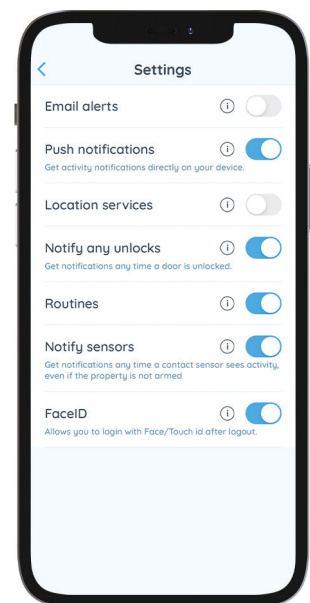 Settings
Email alerts
Push notifications
Get activity notifications directly on your device.
Location services
Notify any unlocks
Get notifications any time a door is unlocked.
Routines
Notify sensors
Get notifications any time a contact sensor sees activity,
even if the property is not armed
FaceID
Allows you to login with Face/Touch id after logout.